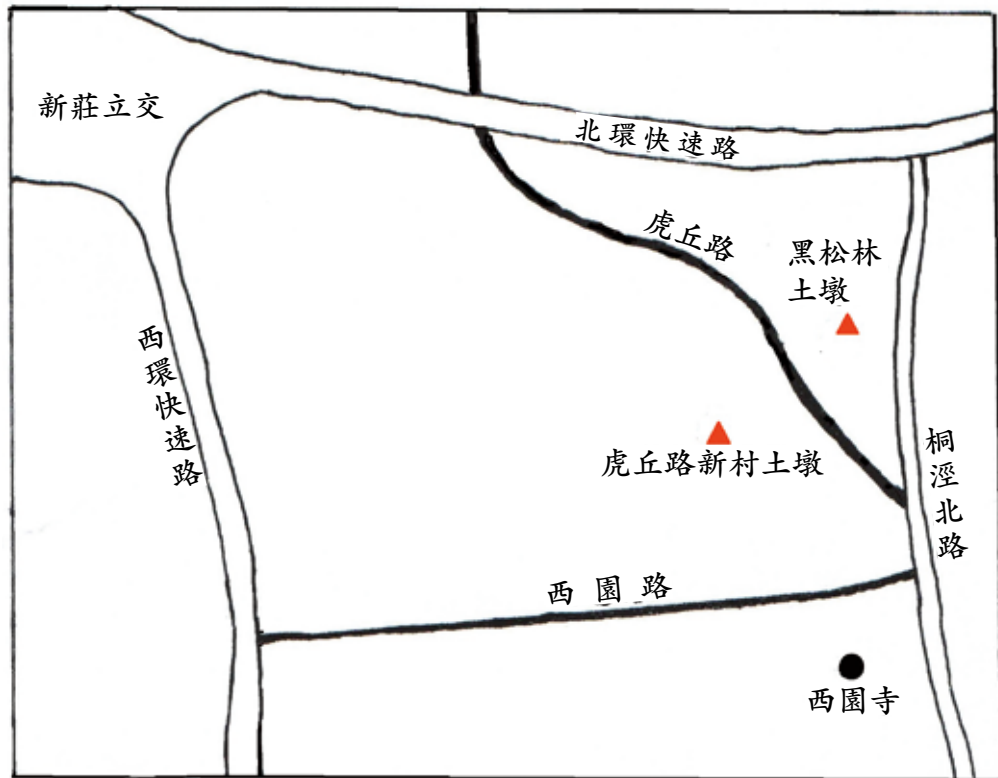 新莊立交
北環快速路
虎丘路
黑松林
土墩
西環快速路
虎丘路新村土墩
桐涇北路
西園路
西園寺